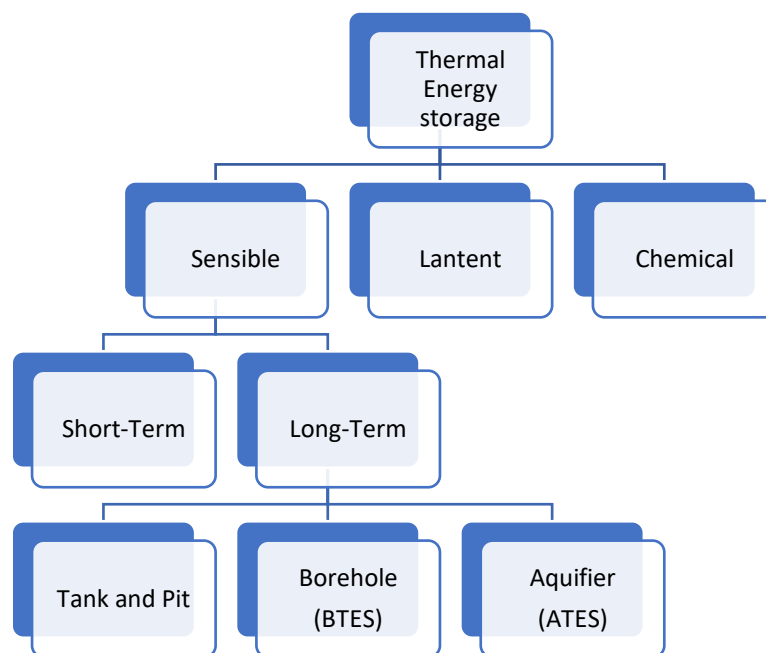 Thermal
Energy
storage
Sensible
Lantent
Chemical
Short-Term
Long-Term
Tank and Pit
Borehole
(BTES)
Aquifier
(ATES)